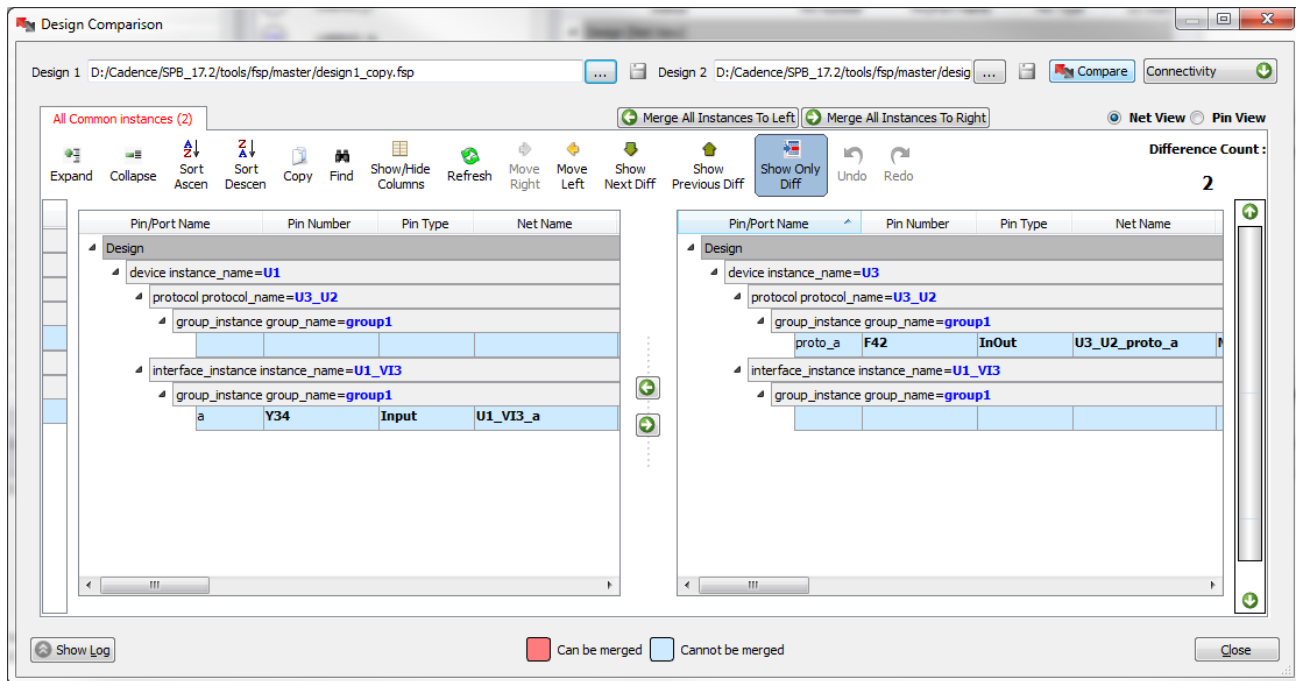 Design Comparison
Design 1 D:/Cadence/SPB_17.2/tools/fsp/master/design1_copy.fsp ... Design 2 D:/Cadence/SPB_17.2/tools/fsp/master/desig ... Compare Connectivity
All Common instances (2) Merge All Instances To Left Merge All Instances To Right Net View Pin View
Expand Collapse Sort Ascen Sort Descen Copy Find Show/Hide Columns Refresh Move Right Move Left Show Next Diff Show Previous Diff Show Only Diff Undo Redo Difference Count :
2
Pin/Port Name Pin Number Pin Type Net Name Pin/Port Name Pin Number Pin Type Net Name
Design Design
device instance_name=U1 device instance_name=U3
protocol protocol_name=U3_U2 protocol protocol_name=U3_U2
group_instance group_name=group1 group_instance group_name=group1
proto_a F42 InOut U3_U2_proto_a
interface_instance instance_name=U1_VI3 interface_instance instance_name=U1_VI3
group_instance group_name=group1 group_instance group_name=group1
a Y34 Input U1_VI3_a
Show Log Can be merged Cannot be merged Close